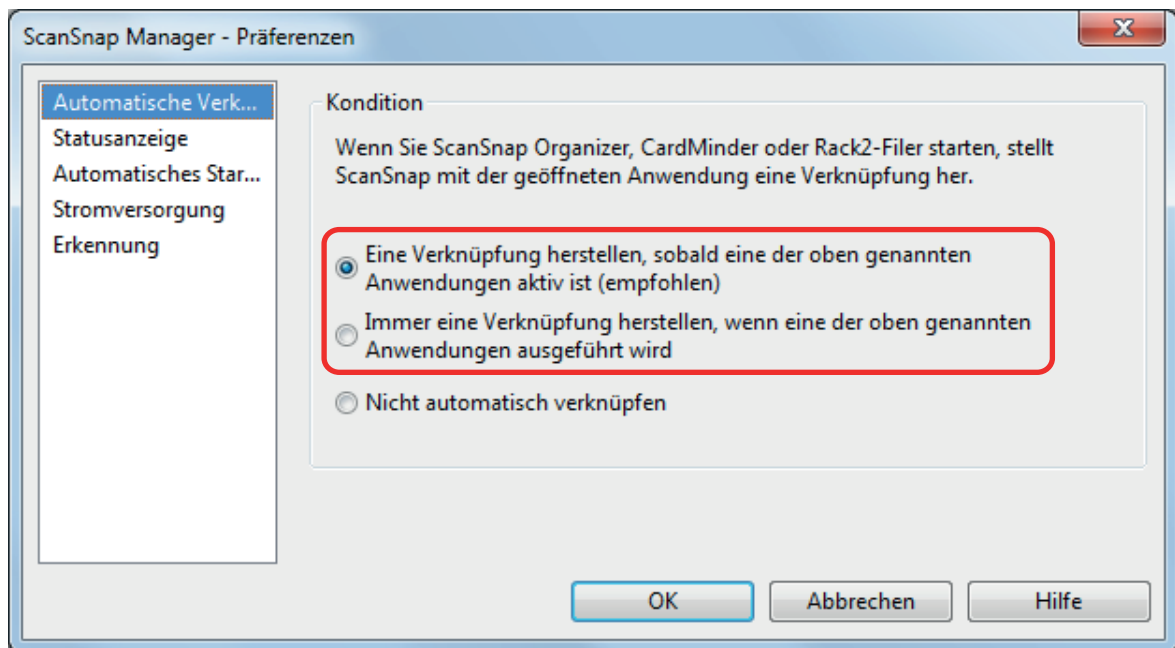 ScanSnap Manager - Präferenzen
Automatische Verk...
Statusanzeige
Automatisches Star...
Stromversorgung
Erkennung
Kondition
Wenn Sie ScanSnap Organizer, CardMinder oder Rack2-Filer starten, stellt
ScanSnap mit der geöffneten Anwendung eine Verknüpfung her.
Eine Verknüpfung herstellen, sobald eine der oben genannten
Anwendungen aktiv ist (empfohlen)
Immer eine Verknüpfung herstellen, wenn eine der oben genannten
Anwendungen ausgeführt wird
Nicht automatisch verknüpfen
OK
Abbrechen
Hilfe